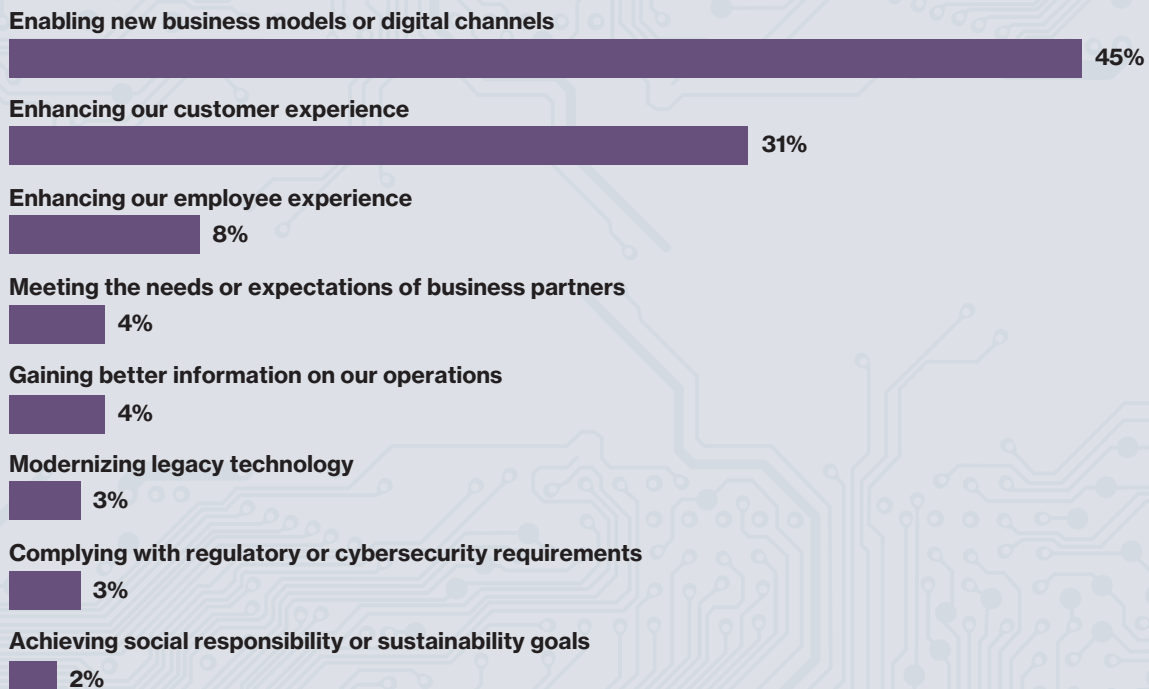 Enabling new business models or digital channels
45%
Enhancing our customer experience
31%
Enhancing our employee experience
8%
Meeting the needs or expectations of business partners
4%
Gaining better information on our operations
4%
Modernizing legacy technology
3%
Complying with regulatory or cybersecurity requirements
3%
Achieving social responsibility or sustainability goals
2%